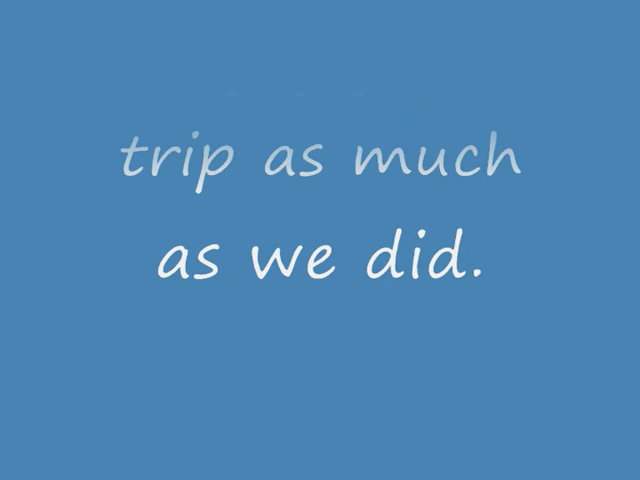 trip as much
as we did.